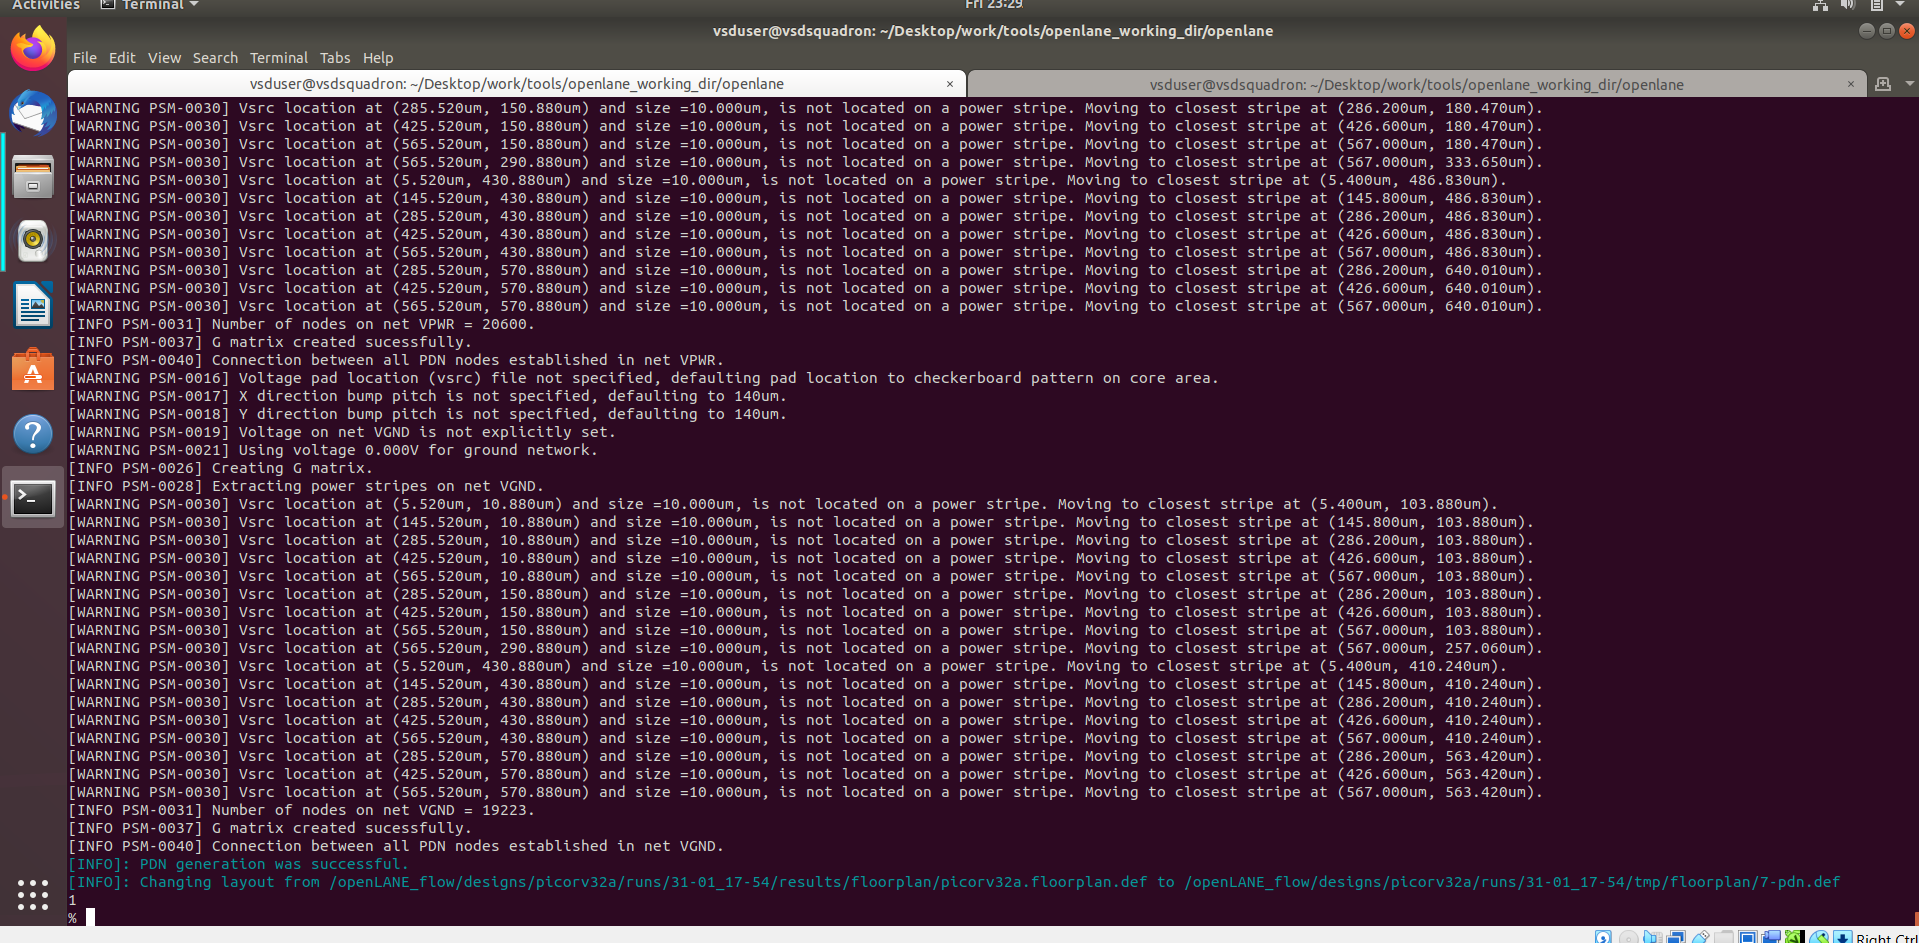 Activities Terminal Fri 23:29
vsduser@vsdsquadron: ~/Desktop/work/tools/openlane_working_dir/openlane
File Edit View Search Terminal Tabs Help
vsduser@vsdsquadron: ~/Desktop/work/tools/openlane_working_dir/openlane × vsduser@vsdsquadron: ~/Desktop/work/tools/openlane_working_dir/openlane ×
[WARNING PSM-0030] Vsrc location at (285.520um, 150.880um) and size =10.000um, is not located on a power stripe. Moving to closest stripe at (286.200um, 180.470um).
[WARNING PSM-0030] Vsrc location at (425.520um, 150.880um) and size =10.000um, is not located on a power stripe. Moving to closest stripe at (426.600um, 180.470um).
[WARNING PSM-0030] Vsrc location at (565.520um, 150.880um) and size =10.000um, is not located on a power stripe. Moving to closest stripe at (567.000um, 180.470um).
[WARNING PSM-0030] Vsrc location at (565.520um, 290.880um) and size =10.000um, is not located on a power stripe. Moving to closest stripe at (567.000um, 333.650um).
[WARNING PSM-0030] Vsrc location at (5.520um, 430.880um) and size =10.000um, is not located on a power stripe. Moving to closest stripe at (5.400um, 486.830um).
[WARNING PSM-0030] Vsrc location at (145.520um, 430.880um) and size =10.000um, is not located on a power stripe. Moving to closest stripe at (145.800um, 486.830um).
[WARNING PSM-0030] Vsrc location at (285.520um, 430.880um) and size =10.000um, is not located on a power stripe. Moving to closest stripe at (286.200um, 486.830um).
[WARNING PSM-0030] Vsrc location at (425.520um, 430.880um) and size =10.000um, is not located on a power stripe. Moving to closest stripe at (426.600um, 486.830um).
[WARNING PSM-0030] Vsrc location at (565.520um, 430.880um) and size =10.000um, is not located on a power stripe. Moving to closest stripe at (567.000um, 486.830um).
[WARNING PSM-0030] Vsrc location at (285.520um, 570.880um) and size =10.000um, is not located on a power stripe. Moving to closest stripe at (286.200um, 640.010um).
[WARNING PSM-0030] Vsrc location at (425.520um, 570.880um) and size =10.000um, is not located on a power stripe. Moving to closest stripe at (426.600um, 640.010um).
[WARNING PSM-0030] Vsrc location at (565.520um, 570.880um) and size =10.000um, is not located on a power stripe. Moving to closest stripe at (567.000um, 640.010um).
[INFO PSM-0031] Number of nodes on net VPWR = 20600.
[INFO PSM-0037] G matrix created sucessfully.
[INFO PSM-0040] Connection between all PDN nodes established in net VPWR.
[WARNING PSM-0016] Voltage pad location (vsrc) file not specified, defaulting pad location to checkerboard pattern on core area.
[WARNING PSM-0017] X direction bump pitch is not specified, defaulting to 140um.
[WARNING PSM-0018] Y direction bump pitch is not specified, defaulting to 140um.
[WARNING PSM-0019] Voltage on net VGND is not explicitly set.
[WARNING PSM-0021] Using voltage 0.000V for ground network.
[INFO PSM-0026] Creating G matrix.
[INFO PSM-0028] Extracting power stripes on net VGND.
[WARNING PSM-0030] Vsrc location at (5.520um, 10.880um) and size =10.000um, is not located on a power stripe. Moving to closest stripe at (5.400um, 103.880um).
[WARNING PSM-0030] Vsrc location at (145.520um, 10.880um) and size =10.000um, is not located on a power stripe. Moving to closest stripe at (145.800um, 103.880um).
[WARNING PSM-0030] Vsrc location at (285.520um, 10.880um) and size =10.000um, is not located on a power stripe. Moving to closest stripe at (286.200um, 103.880um).
[WARNING PSM-0030] Vsrc location at (425.520um, 10.880um) and size =10.000um, is not located on a power stripe. Moving to closest stripe at (426.600um, 103.880um).
[WARNING PSM-0030] Vsrc location at (565.520um, 10.880um) and size =10.000um, is not located on a power stripe. Moving to closest stripe at (567.000um, 103.880um).
[WARNING PSM-0030] Vsrc location at (285.520um, 150.880um) and size =10.000um, is not located on a power stripe. Moving to closest stripe at (286.200um, 103.880um).
[WARNING PSM-0030] Vsrc location at (425.520um, 150.880um) and size =10.000um, is not located on a power stripe. Moving to closest stripe at (426.600um, 103.880um).
[WARNING PSM-0030] Vsrc location at (565.520um, 150.880um) and size =10.000um, is not located on a power stripe. Moving to closest stripe at (567.000um, 103.880um).
[WARNING PSM-0030] Vsrc location at (565.520um, 290.880um) and size =10.000um, is not located on a power stripe. Moving to closest stripe at (567.000um, 257.060um).
[WARNING PSM-0030] Vsrc location at (5.520um, 430.880um) and size =10.000um, is not located on a power stripe. Moving to closest stripe at (5.400um, 410.240um).
[WARNING PSM-0030] Vsrc location at (145.520um, 430.880um) and size =10.000um, is not located on a power stripe. Moving to closest stripe at (145.800um, 410.240um).
[WARNING PSM-0030] Vsrc location at (285.520um, 430.880um) and size =10.000um, is not located on a power stripe. Moving to closest stripe at (286.200um, 410.240um).
[WARNING PSM-0030] Vsrc location at (425.520um, 430.880um) and size =10.000um, is not located on a power stripe. Moving to closest stripe at (426.600um, 410.240um).
[WARNING PSM-0030] Vsrc location at (565.520um, 430.880um) and size =10.000um, is not located on a power stripe. Moving to closest stripe at (567.000um, 410.240um).
[WARNING PSM-0030] Vsrc location at (285.520um, 570.880um) and size =10.000um, is not located on a power stripe. Moving to closest stripe at (286.200um, 563.420um).
[WARNING PSM-0030] Vsrc location at (425.520um, 570.880um) and size =10.000um, is not located on a power stripe. Moving to closest stripe at (426.600um, 563.420um).
[WARNING PSM-0030] Vsrc location at (565.520um, 570.880um) and size =10.000um, is not located on a power stripe. Moving to closest stripe at (567.000um, 563.420um).
[INFO PSM-0031] Number of nodes on net VGND = 19223.
[INFO PSM-0037] G matrix created sucessfully.
[INFO PSM-0040] Connection between all PDN nodes established in net VGND.
[INFO]: PDN generation was successful.
[INFO]: Changing layout from /openLANE_flow/designs/picorv32a/runs/31-01_17-54/results/floorplan/picorv32a.floorplan.def to /openLANE_flow/designs/picorv32a/runs/31-01_17-54/tmp/floorplan/7-pdn.def
1
%
Right Ctrl